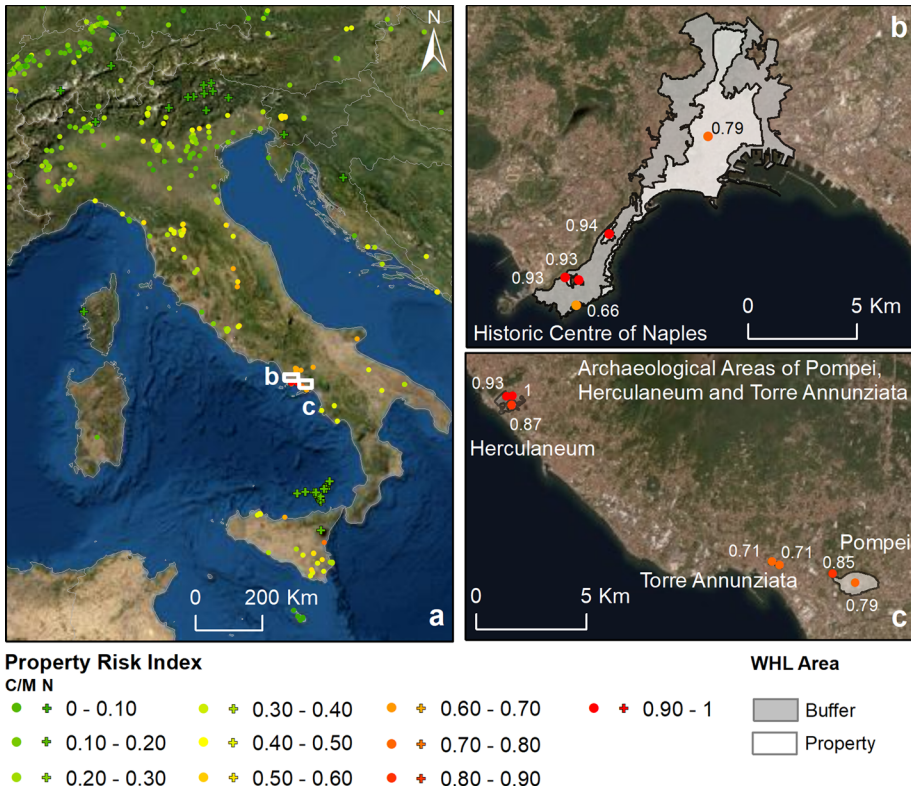 N
b
c
0 200 Km
a
b
0.79
0.94
0.93
0.93
0.66
0 5 Km
Historic Centre of Naples
Archaeological Areas of Pompei,
Herculaneum and Torre Annunziata
0.93 1
0.87
Herculaneum
0.71 0.71
Pompei
0.85
Torre Annunziata
0.79
0 5 Km
c
Property Risk Index
C/M N
0 - 0.10
0.10 - 0.20
0.20 - 0.30
0.30 - 0.40
0.40 - 0.50
0.50 - 0.60
0.60 - 0.70
0.70 - 0.80
0.80 - 0.90
0.90 - 1
WHL Area
Buffer
Property